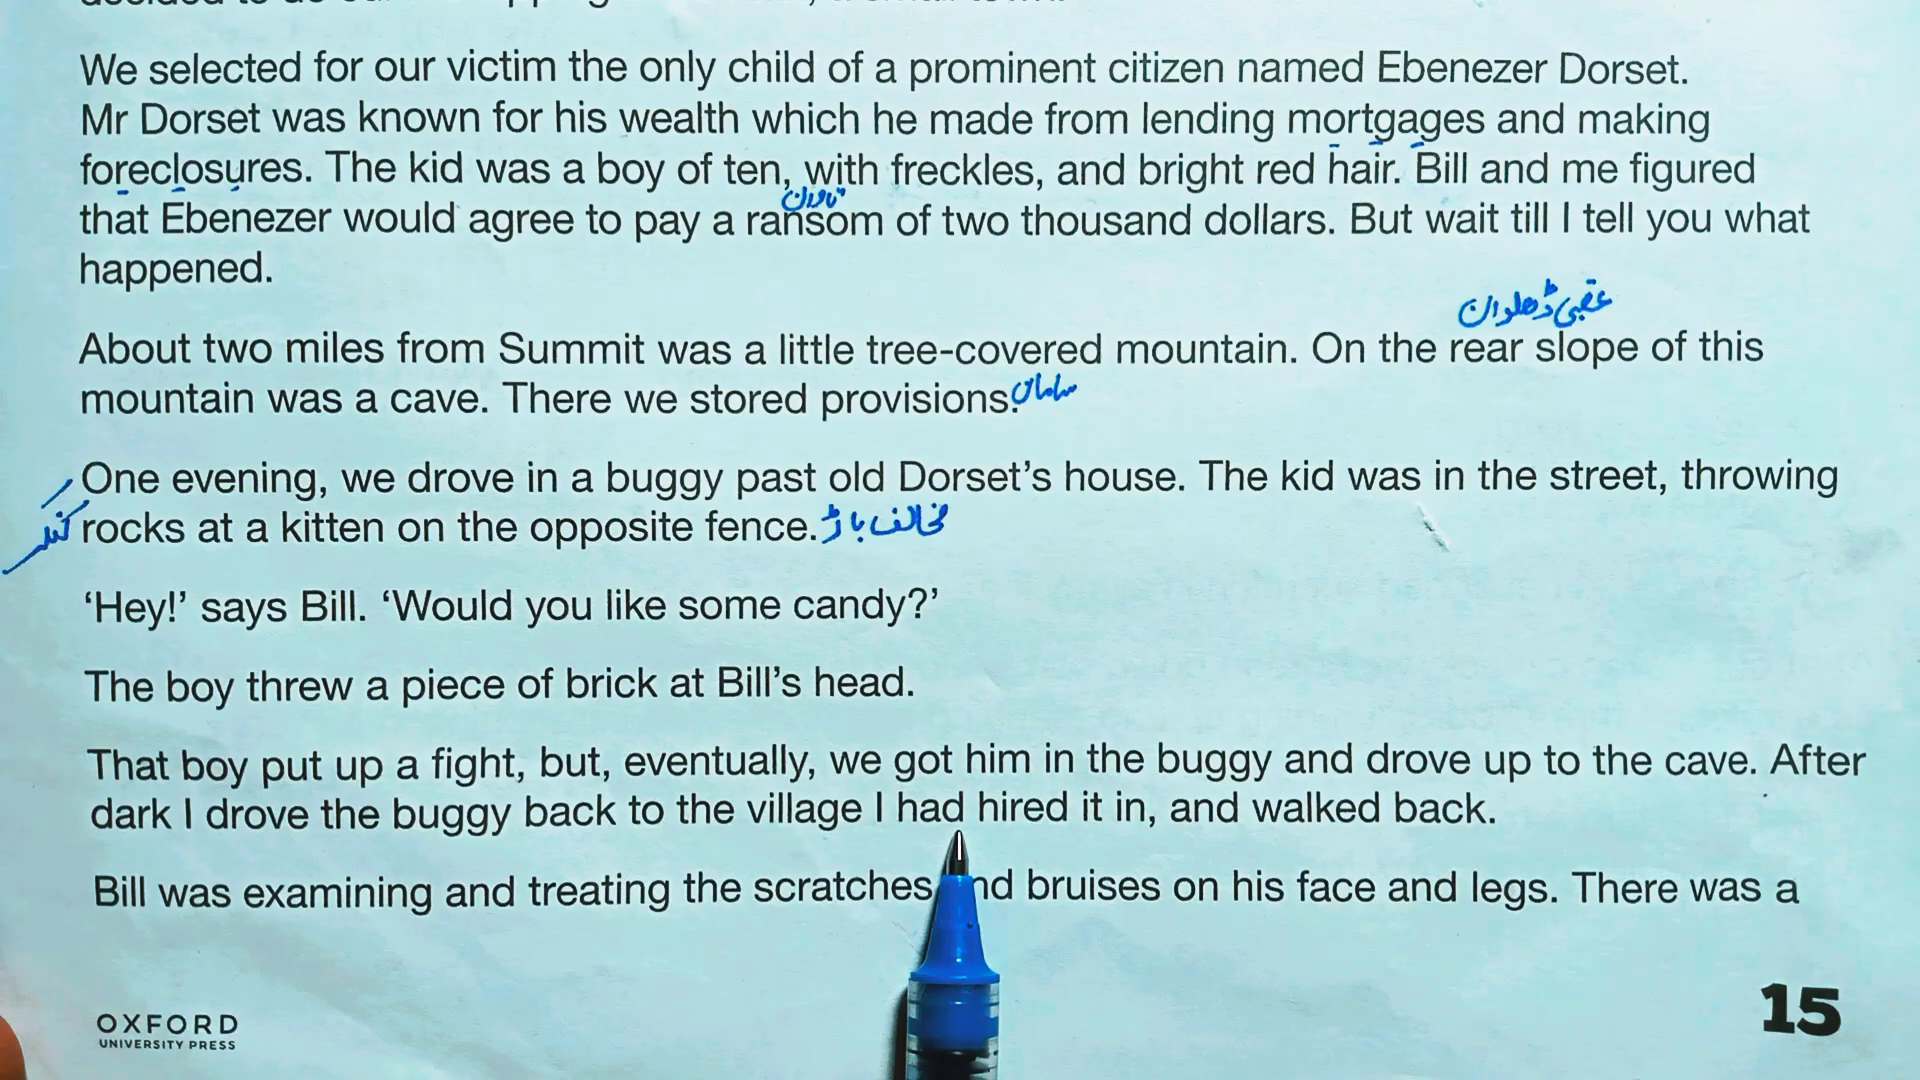 We selected for our victim the only child of a prominent citizen named Ebenezer Dorset.
Mr Dorset was known for his wealth which he made from lending mortgages and making
foreclosures. The kid was a boy of ten, with freckles, and bright red hair. Bill and me figured
تاوان
that Ebenezer would agree to pay a ransom of two thousand dollars. But wait till I tell you what
happened.
عقبی ڈھلوان
About two miles from Summit was a little tree-covered mountain. On the rear slope of this
mountain was a cave. There we stored provisions. سامان
One evening, we drove in a buggy past old Dorset’s house. The kid was in the street, throwing
rocks at a kitten on the opposite fence. مخالف باڑ
‘Hey!’ says Bill. ‘Would you like some candy?’
The boy threw a piece of brick at Bill’s head.
That boy put up a fight, but, eventually, we got him in the buggy and drove up to the cave. After
dark I drove the buggy back to the village I had hired it in, and walked back.
Bill was examining and treating the scratches nd bruises on his face and legs. There was a
OXFORD
UNIVERSITY PRESS
15